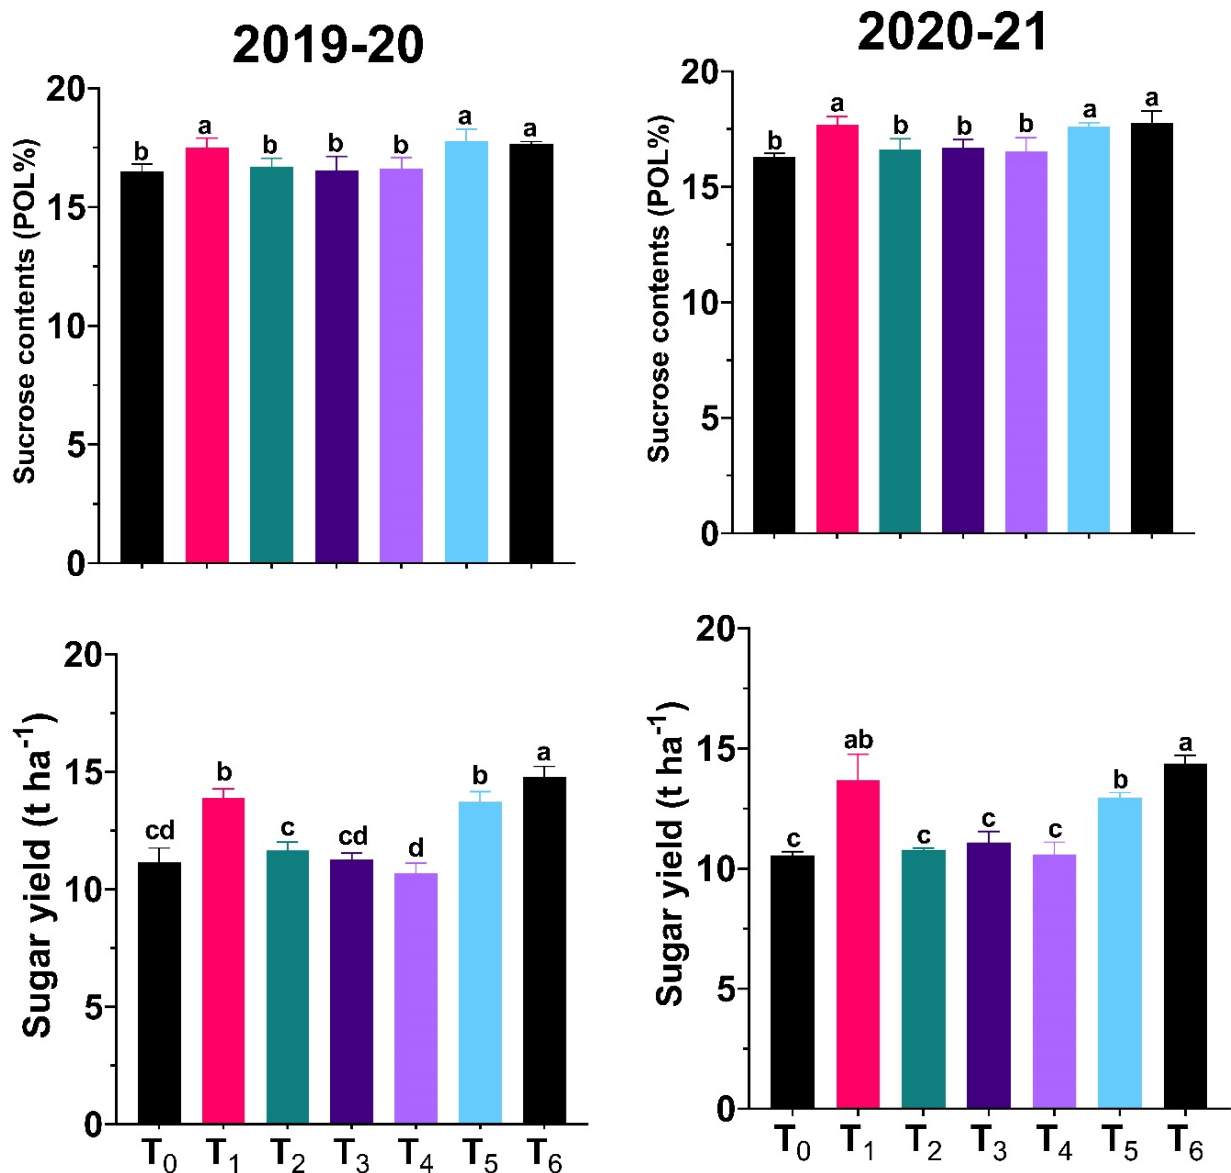 2019-20
2020-21
Sucrose contents (POL%)
20
15
10
5
0
b
a
b
b
b
a
a
Sucrose contents (POL%)
20
15
10
5
0
b
a
b
b
b
a
a
Sugar yield (t ha⁻¹)
20
15
10
5
0
cd
b
c
cd
d
b
a
T₀ T₁ T₂ T₃ T₄ T₅ T₆
Sugar yield (t ha⁻¹)
20
15
10
5
0
c
ab
c
c
c
b
a
T₀ T₁ T₂ T₃ T₄ T₅ T₆